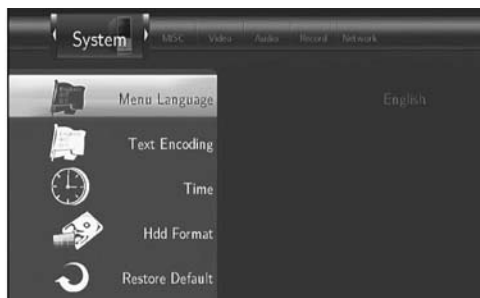 System MISC Video Audio Record Network
Menu Language English
Text Encoding
Time
Hdd Format
Restore Default